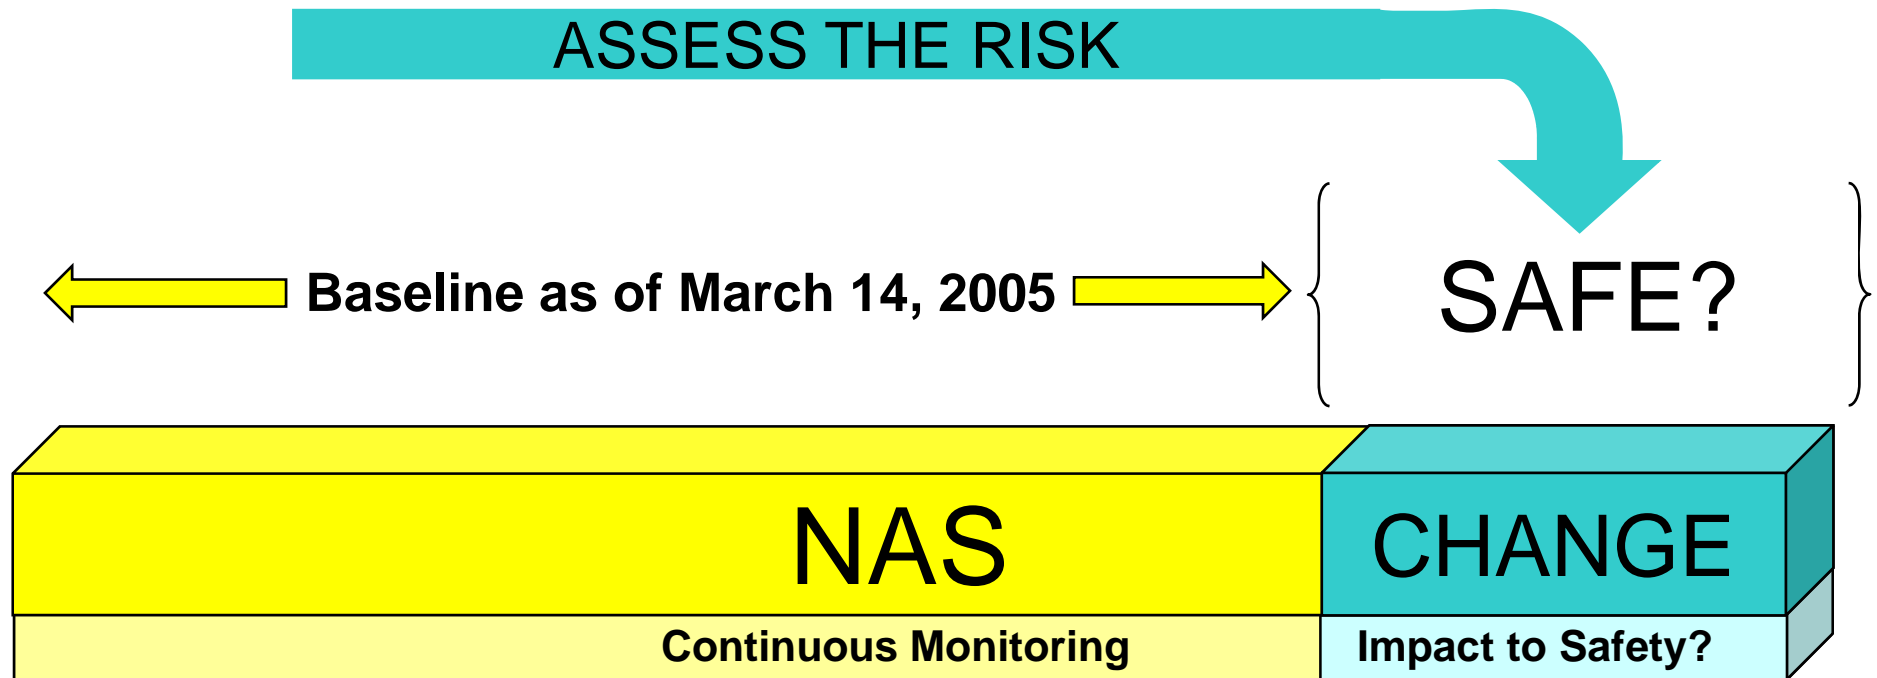 ASSESS THE RISK
Baseline as of March 14, 2005
SAFE?
NAS
CHANGE
Continuous Monitoring
Impact to Safety?